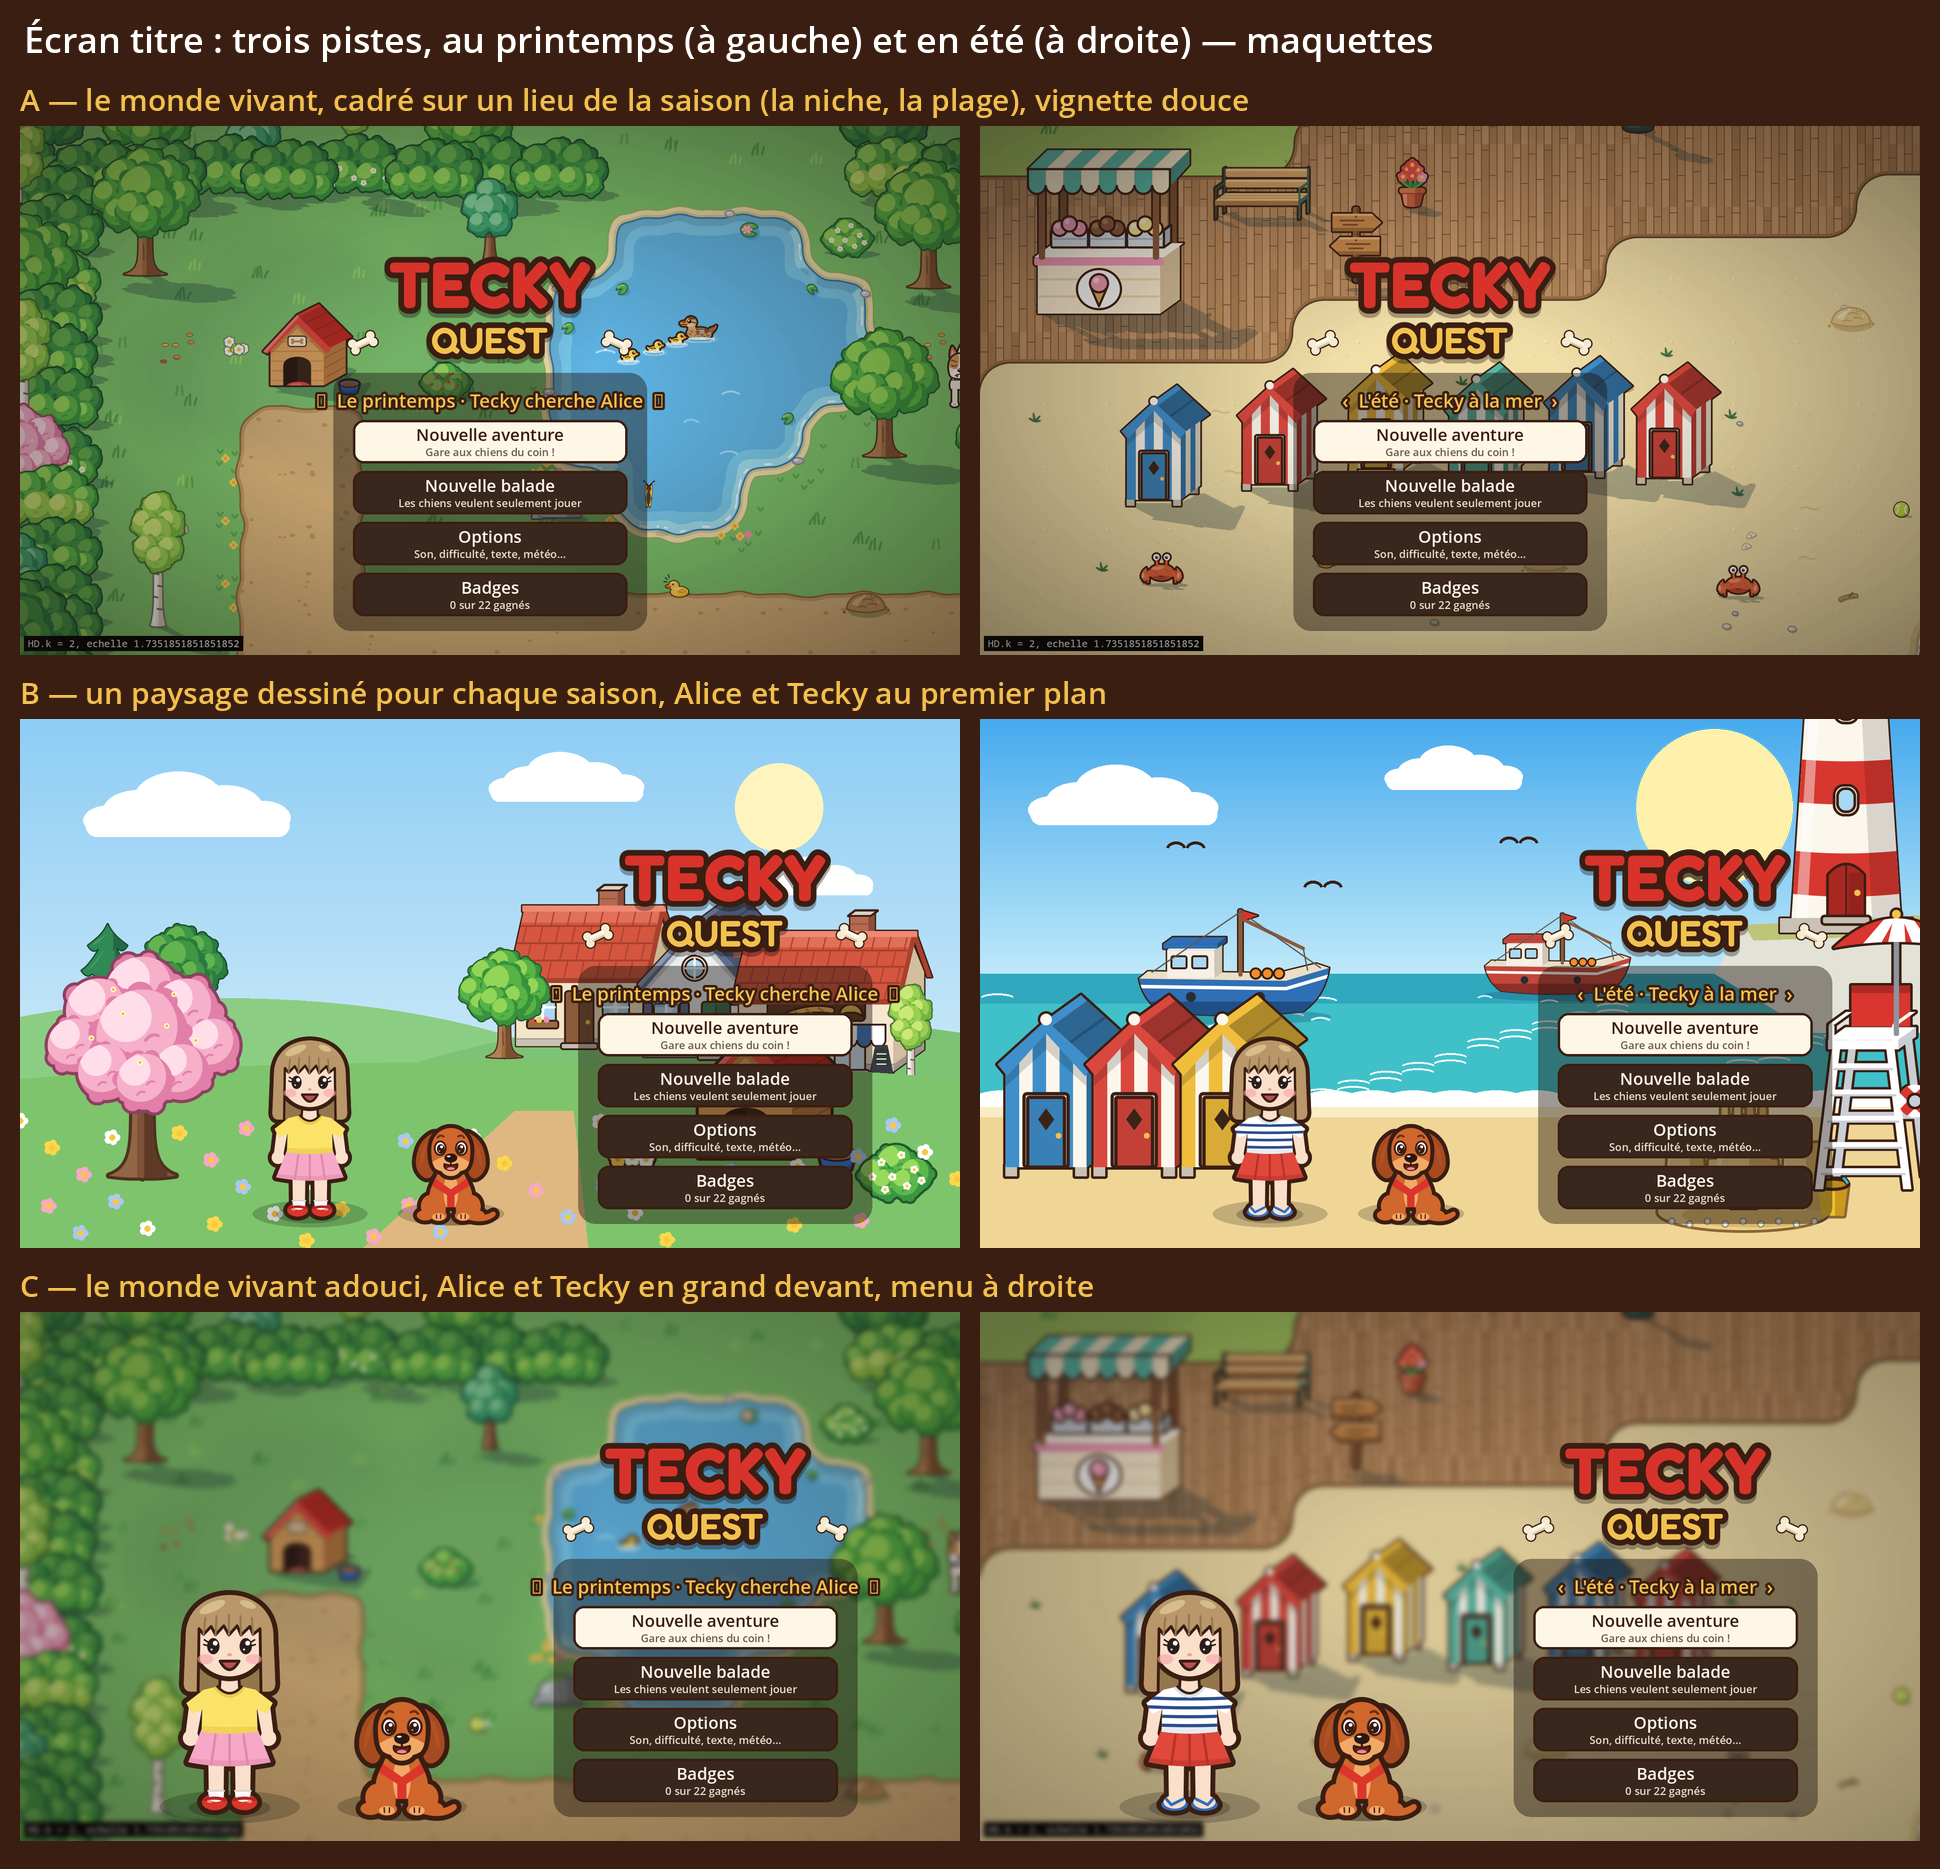 Écran titre : trois pistes, au printemps (à gauche) et en été (à droite) — maquettes
A — le monde vivant, cadré sur un lieu de la saison (la niche, la plage), vignette douce
TECKY
QUEST
Le printemps · Tecky cherche Alice
Nouvelle aventure
Gare aux chiens du coin !
Nouvelle balade
Les chiens veulent seulement jouer
Options
Son, difficulté, texte, météo...
Badges
0 sur 22 gagnés
HD.k = 2, echelle 1.7351851851851852
TECKY
QUEST
‹ L'été · Tecky à la mer ›
Nouvelle aventure
Gare aux chiens du coin !
Nouvelle balade
Les chiens veulent seulement jouer
Options
Son, difficulté, texte, météo...
Badges
0 sur 22 gagnés
HD.k = 2, echelle 1.7351851851851852
B — un paysage dessiné pour chaque saison, Alice et Tecky au premier plan
TECKY
QUEST
Le printemps · Tecky cherche Alice
Nouvelle aventure
Gare aux chiens du coin !
Nouvelle balade
Les chiens veulent seulement jouer
Options
Son, difficulté, texte, météo...
Badges
0 sur 22 gagnés
TECKY
QUEST
‹ L'été · Tecky à la mer ›
Nouvelle aventure
Gare aux chiens du coin !
Nouvelle balade
Les chiens veulent seulement jouer
Options
Son, difficulté, texte, météo...
Badges
0 sur 22 gagnés
C — le monde vivant adouci, Alice et Tecky en grand devant, menu à droite
TECKY
QUEST
Le printemps · Tecky cherche Alice
Nouvelle aventure
Gare aux chiens du coin !
Nouvelle balade
Les chiens veulent seulement jouer
Options
Son, difficulté, texte, météo...
Badges
0 sur 22 gagnés
TECKY
QUEST
‹ L'été · Tecky à la mer ›
Nouvelle aventure
Gare aux chiens du coin !
Nouvelle balade
Les chiens veulent seulement jouer
Options
Son, difficulté, texte, météo...
Badges
0 sur 22 gagnés